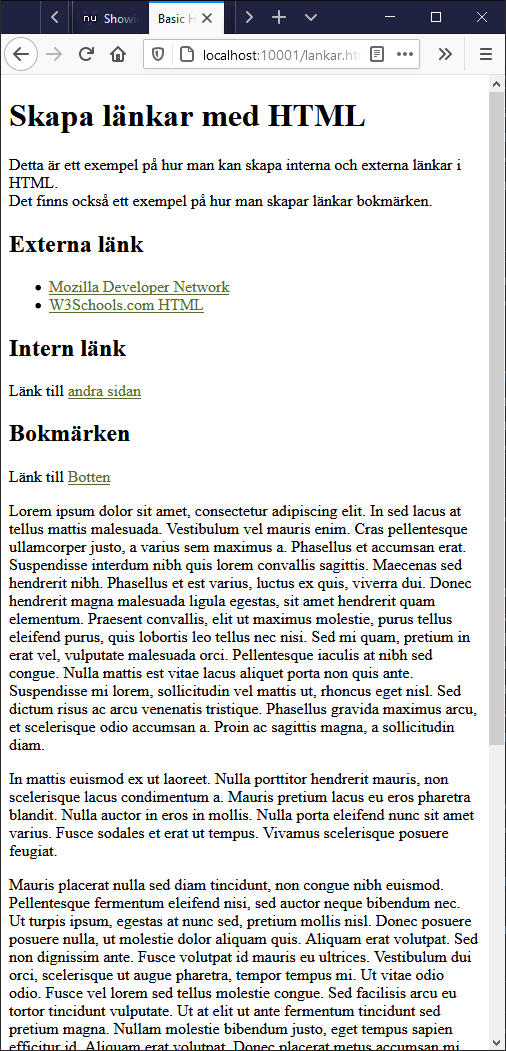 nu Showi
Basic H
localhost:10001/lankar.ht
Skapa länkar med HTML
Detta är ett exempel på hur man kan skapa interna och externa länkar i
HTML.
Det finns också ett exempel på hur man skapar länkar bokmärken.
Externa länk
Mozilla Developer Network
W3Schools.com HTML
Intern länk
Länk till andra sidan
Bokmärken
Länk till Botten
Lorem ipsum dolor sit amet, consectetur adipiscing elit. In sed lacus at
tellus mattis malesuada. Vestibulum vel mauris enim. Cras pellentesque
ullamcorper justo, a varius sem maximus a. Phasellus et accumsan erat.
Suspendisse interdum nibh quis lorem convallis sagittis. Maecenas sed
hendrerit nibh. Phasellus et est varius, luctus ex quis, viverra dui. Donec
hendrerit magna malesuada ligula egestas, sit amet hendrerit quam
elementum. Praesent convallis, elit ut maximus molestie, purus tellus
eleifend purus, quis lobortis leo tellus nec nisi. Sed mi quam, pretium in
erat vel, vulputate malesuada orci. Pellentesque iaculis at nibh sed
congue. Nulla mattis est vitae lacus aliquet porta non quis ante.
Suspendisse mi lorem, sollicitudin vel mattis ut, rhoncus eget nisl. Sed
dictum risus ac arcu venenatis tristique. Phasellus gravida maximus arcu,
et scelerisque odio accumsan a. Proin ac sagittis magna, a sollicitudin
diam.
In mattis euismod ex ut laoreet. Nulla porttitor hendrerit mauris, non
scelerisque lacus condimentum a. Mauris pretium lacus eu eros pharetra
blandit. Nulla auctor in eros in mollis. Nulla porta eleifend nunc sit amet
varius. Fusce sodales et erat ut tempus. Vivamus scelerisque posuere
feugiat.
Mauris placerat nulla sed diam tincidunt, non congue nibh euismod.
Pellentesque fermentum eleifend nisi, sed auctor neque bibendum nec.
Ut turpis ipsum, egestas at nunc sed, pretium mollis nisl. Donec posuere
posuere nulla, ut molestie dolor aliquam quis. Aliquam erat volutpat. Sed
non dignissim ante. Fusce volutpat id mauris eu ultrices. Vestibulum dui
orci, scelerisque ut augue pharetra, tempor tempus mi. Ut vitae odio
odio. Fusce vel lorem sed tellus molestie congue. Sed facilisis arcu eu
tortor tincidunt vulputate. Ut at elit ut ante fermentum tincidunt sed
pretium magna. Nullam molestie bibendum justo, eget tempus sapien
efficitur id. Aliquam erat volutpat. Donec placerat metus accumsan mi